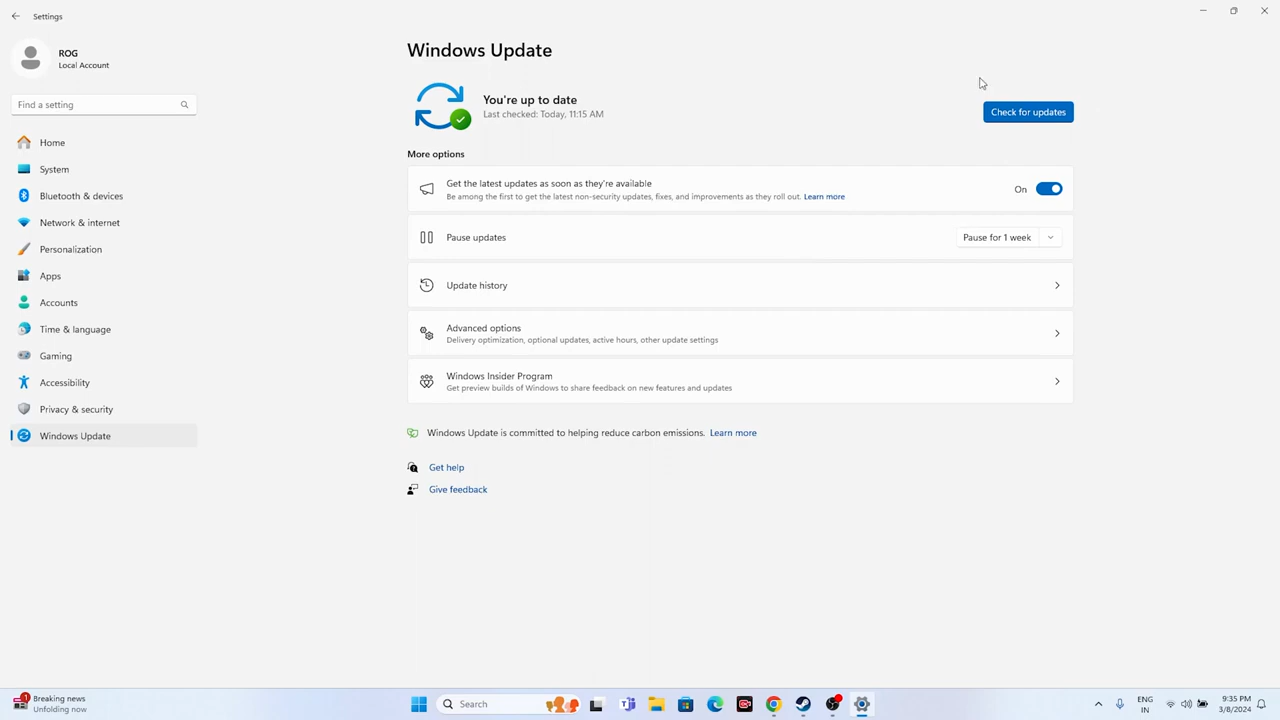 Settings
ROG
Local Account
Find a setting
Home
System
Bluetooth & devices
Network & internet
Personalization
Apps
Accounts
Time & language
Gaming
Accessibility
Privacy & security
Windows Update
Windows Update
You're up to date
Last checked: Today, 11:15 AM
Check for updates
More options
Get the latest updates as soon as they're available
Be among the first to get the latest non-security updates, fixes, and improvements as they roll out. Learn more
On
Pause updates
Pause for 1 week
Update history
Advanced options
Delivery optimization, optional updates, active hours, other update settings
Windows Insider Program
Get preview builds of Windows to share feedback on new features and updates
Windows Update is committed to helping reduce carbon emissions. Learn more
Get help
Give feedback
1
Breaking news
Unfolding now
Search
ENG
IN
9:35 PM
3/8/2024